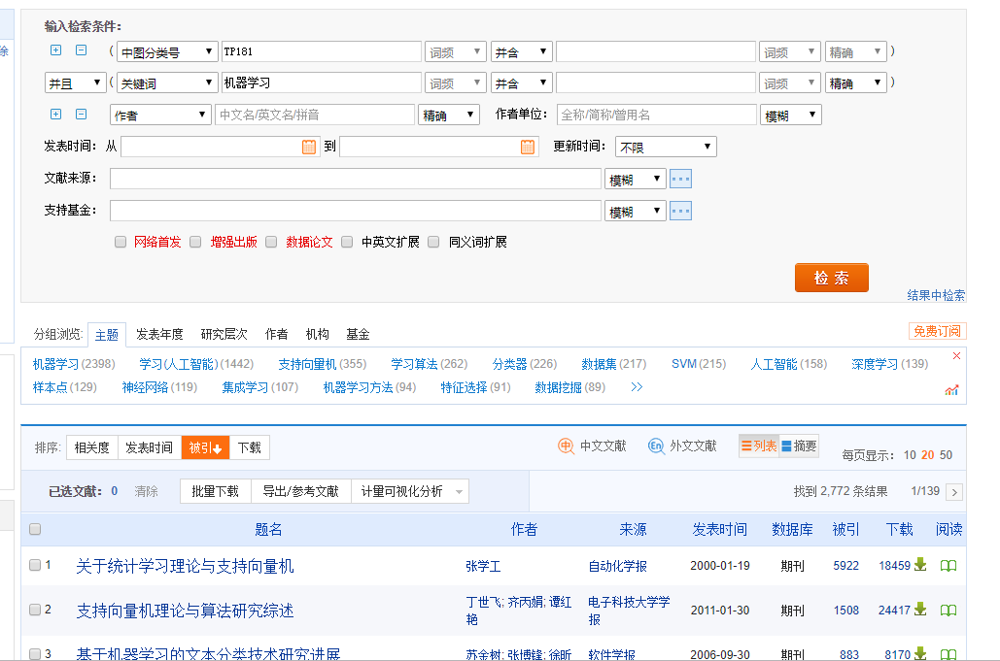 输入检索条件：
( 中图分类号 TP181 词频 并含 词频 精确 )
除
并且 ( 关键词 机器学习 词频 并含 词频 精确 )
作者 中文名/英文名/拼音 精确 作者单位： 全称/简称/曾用名 模糊
发表时间： 从 到 更新时间： 不限
文献来源： 模糊
支持基金： 模糊
网络首发 增强出版 数据论文 中英文扩展 同义词扩展
检 索
结果中检索
分组浏览: 主题 发表年度 研究层次 作者 机构 基金 免费订阅
机器学习(2398) 学习(人工智能)(1442) 支持向量机(355) 学习算法(262) 分类器(226) 数据集(217) SVM(215) 人工智能(158) 深度学习(139)
样本点(129) 神经网络(119) 集成学习(107) 机器学习方法(94) 特征选择(91) 数据挖掘(89) >>
排序: 相关度 发表时间 被引 下载 中 中文文献 En 外文文献 列表 摘要 每页显示： 10 20 50
已选文献： 0 清除 批量下载 导出/参考文献 计量可视化分析 找到 2,772 条结果 1/139 >
题名 作者 来源 发表时间 数据库 被引 下载 阅读
1 关于统计学习理论与支持向量机 张学工 自动化学报 2000-01-19 期刊 5922 18459
2 支持向量机理论与算法研究综述 丁世飞; 齐丙娟; 谭红艳 电子科技大学学报 2011-01-30 期刊 1508 24417
3 基于机器学习的文本分类技术研究进展 苏金树; 张博锋; 徐昕 软件学报 2006-09-30 期刊 883 8170